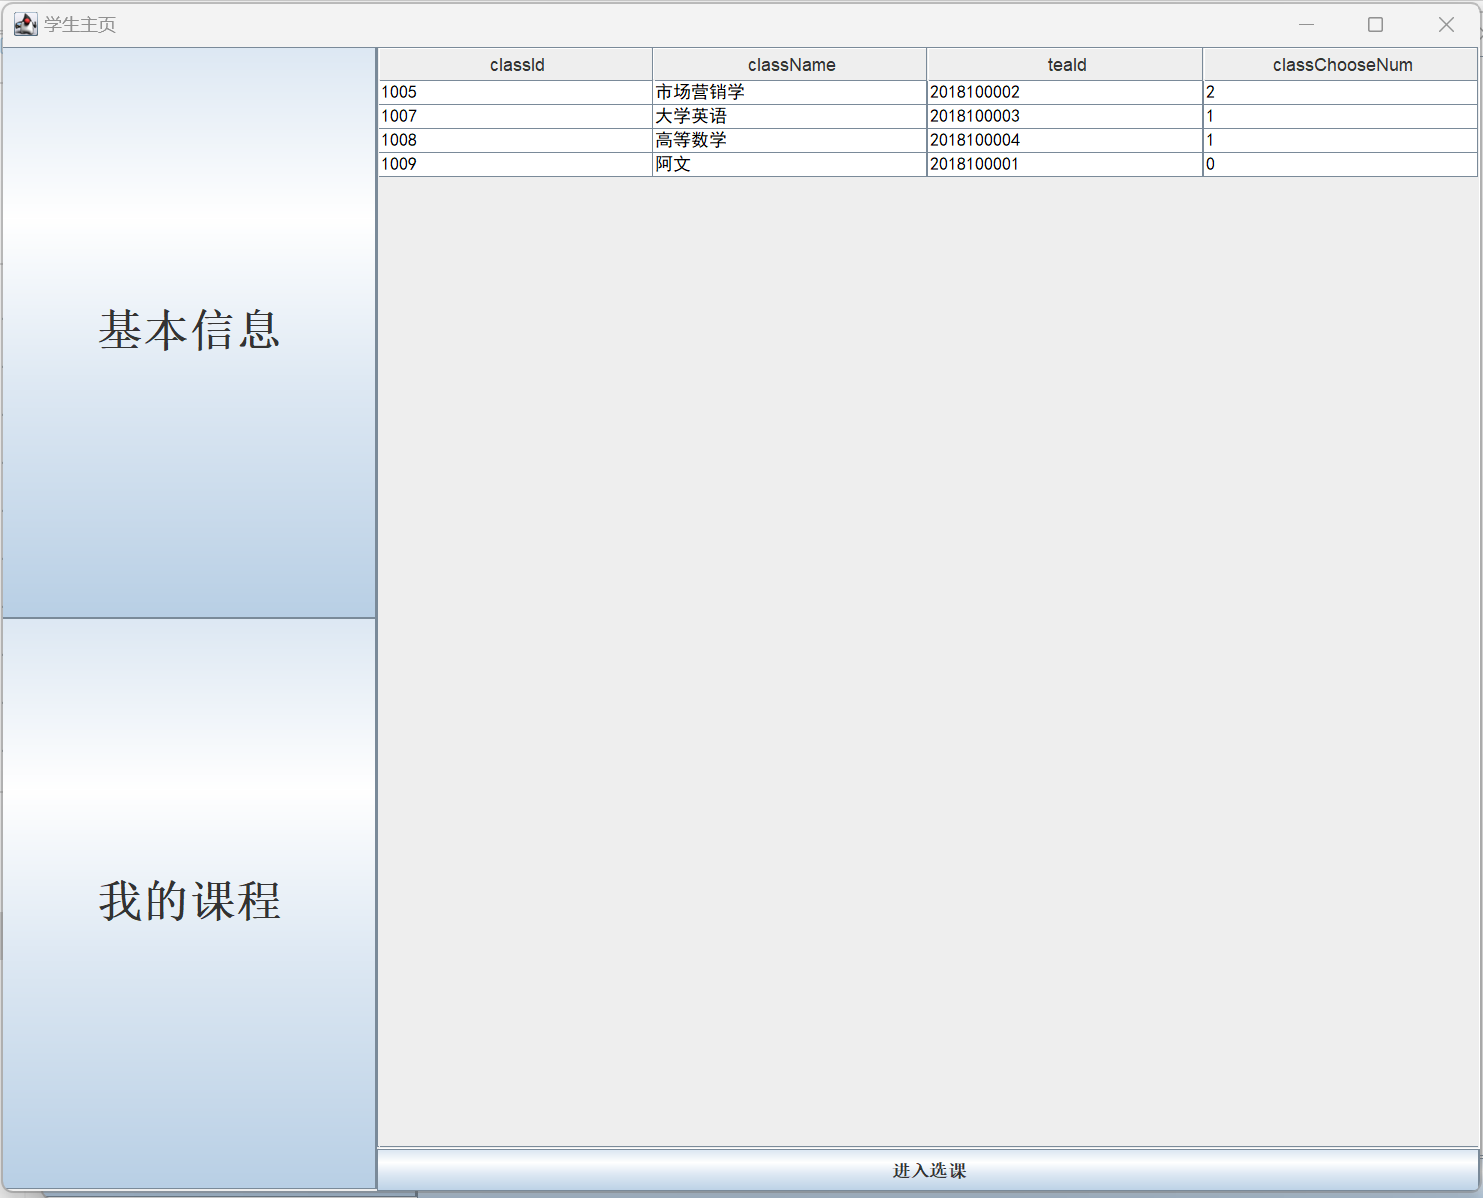 学生主页
基本信息
我的课程
classId className teaId classChooseNum
1005 市场营销学 2018100002 2
1007 大学英语 2018100003 1
1008 高等数学 2018100004 1
1009 阿文 2018100001 0
进入选课